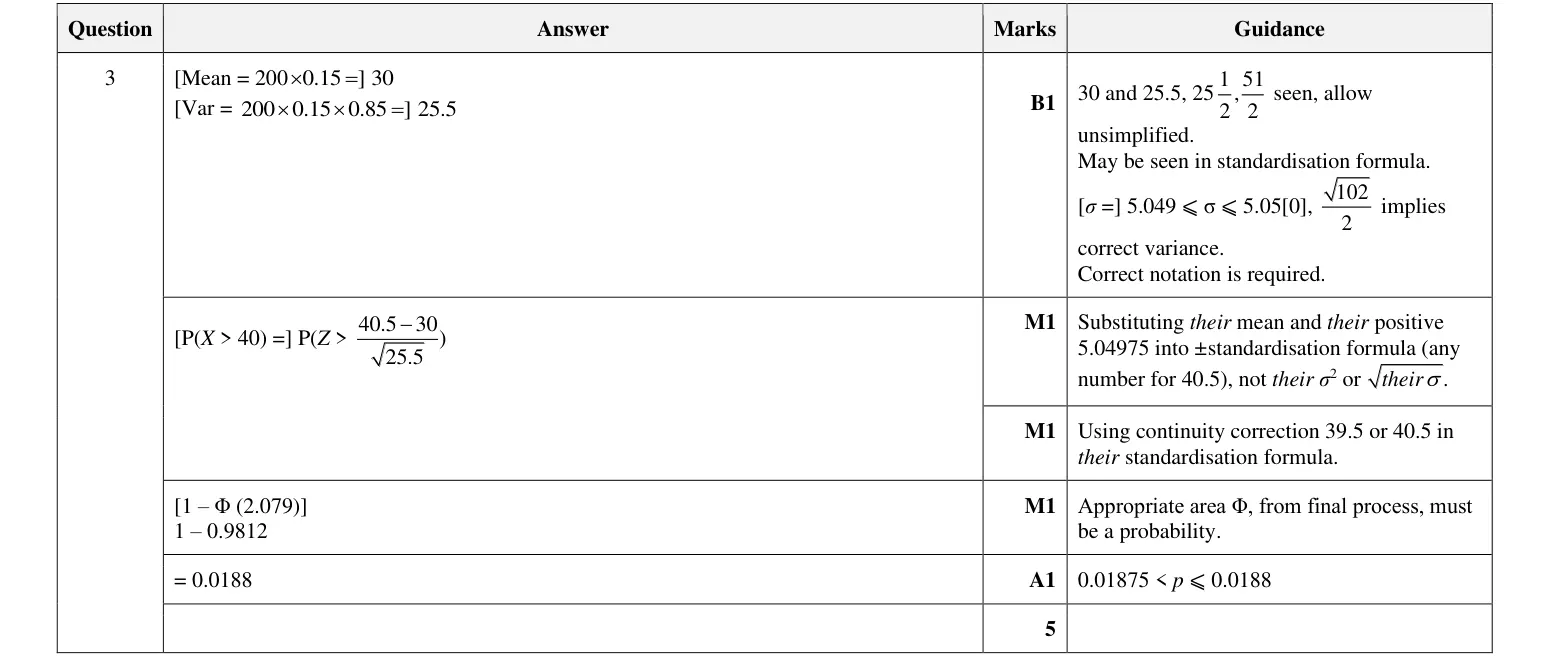 Question Answer Marks Guidance
3 [Mean = 200×0.15 =] 30
[Var = 200×0.15×0.85 =] 25.5
B1
30 and 25.5, 25 1/2, 51/2 seen, allow
unsimplified.
May be seen in standardisation formula.
[σ =] 5.049 ⩽ σ ⩽ 5.05[0], √102/2 implies
correct variance.
Correct notation is required.
[P(X > 40) =] P(Z > (40.5 – 30)/√25.5)
M1
Substituting their mean and their positive
5.04975 into ±standardisation formula (any
number for 40.5), not their σ² or √their σ.
M1
Using continuity correction 39.5 or 40.5 in
their standardisation formula.
[1 – Φ (2.079)]
1 – 0.9812
M1
Appropriate area Φ, from final process, must
be a probability.
= 0.0188 A1 0.01875 < p ⩽ 0.0188
5